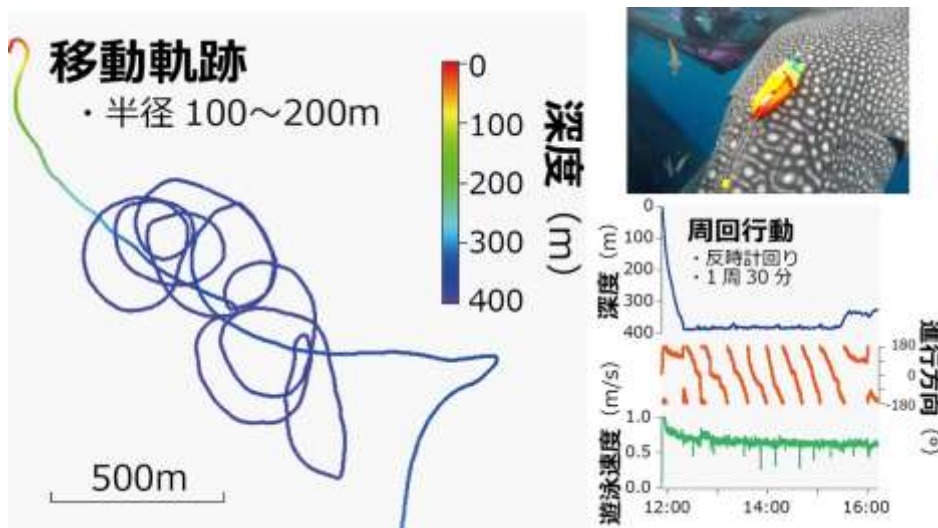 移動軌跡
・半径 100～200m
0
100
200
300
400
深度（m）
500m
周回行動
・反時計回り
・1 周 30 分
0
100
200
300
400
深度（m）
180
0
-180
進行方向（°）
1.0
0.5
0.0
遊泳速度（m/s）
12:00
14:00
16:00